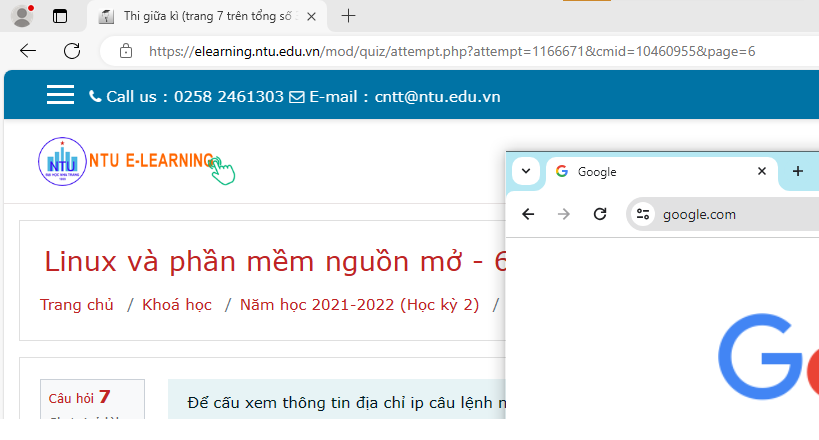 Thi giữa kì (trang 7 trên tổng số
https://elearning.ntu.edu.vn/mod/quiz/attempt.php?attempt=1166671&cmid=10460955&page=6
Call us : 0258 2461303 E-mail : cntt@ntu.edu.vn
NTU
NTU E-LEARNING
Google
google.com
Linux và phần mềm nguồn mở - 6
Trang chủ / Khoá học / Năm học 2021-2022 (Học kỳ 2) /
Go
Câu hỏi 7
Để cấu xem thông tin địa chỉ ip câu lệnh n